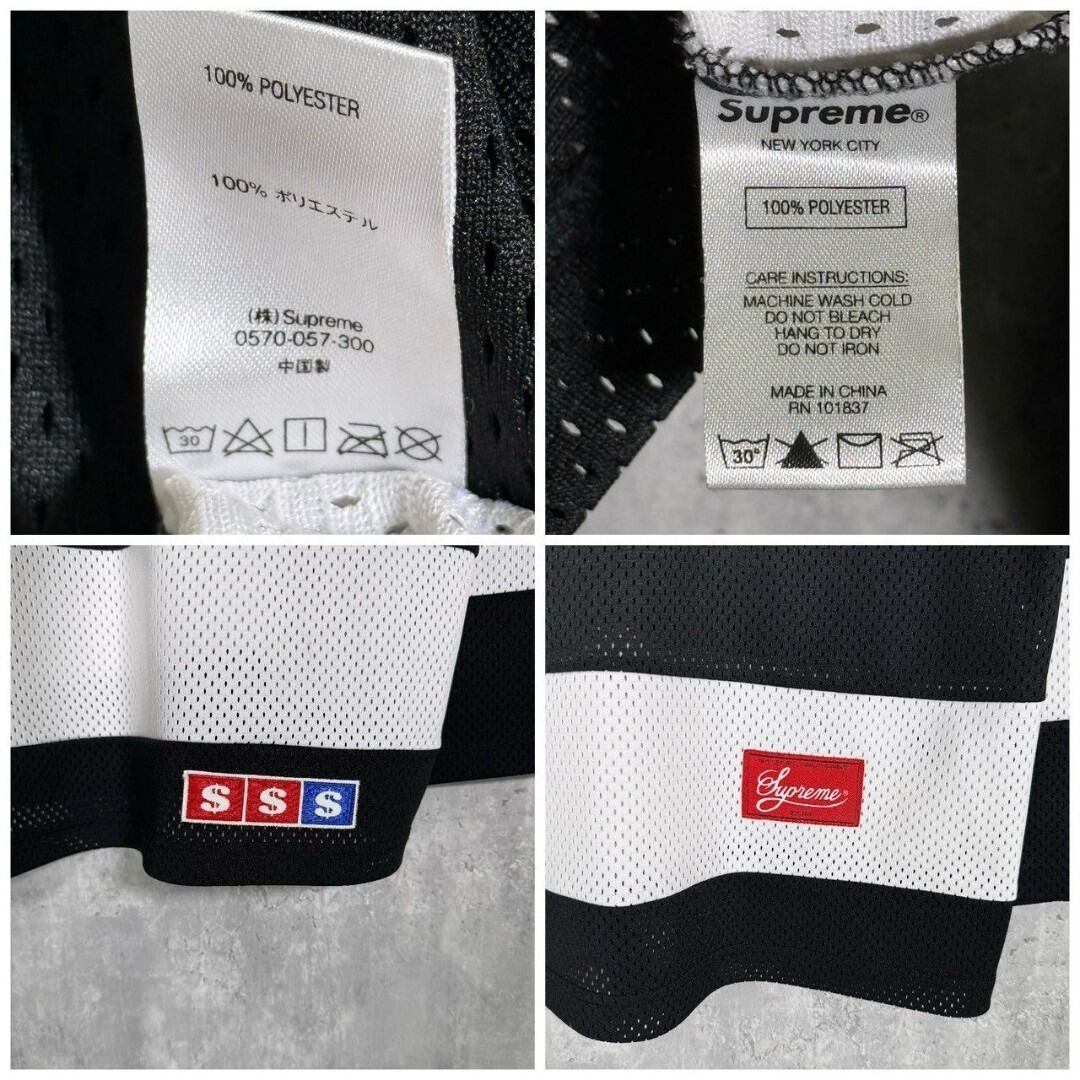 100% POLYESTER
100% ポリエステル
(株) Supreme
0570-057-300
中国製
30
Supreme®
NEW YORK CITY
100% POLYESTER
CARE INSTRUCTIONS:
MACHINE WASH COLD
DO NOT BLEACH
HANG TO DRY
DO NOT IRON
MADE IN CHINA
RN 101837
30°
$ $ $
Supreme®